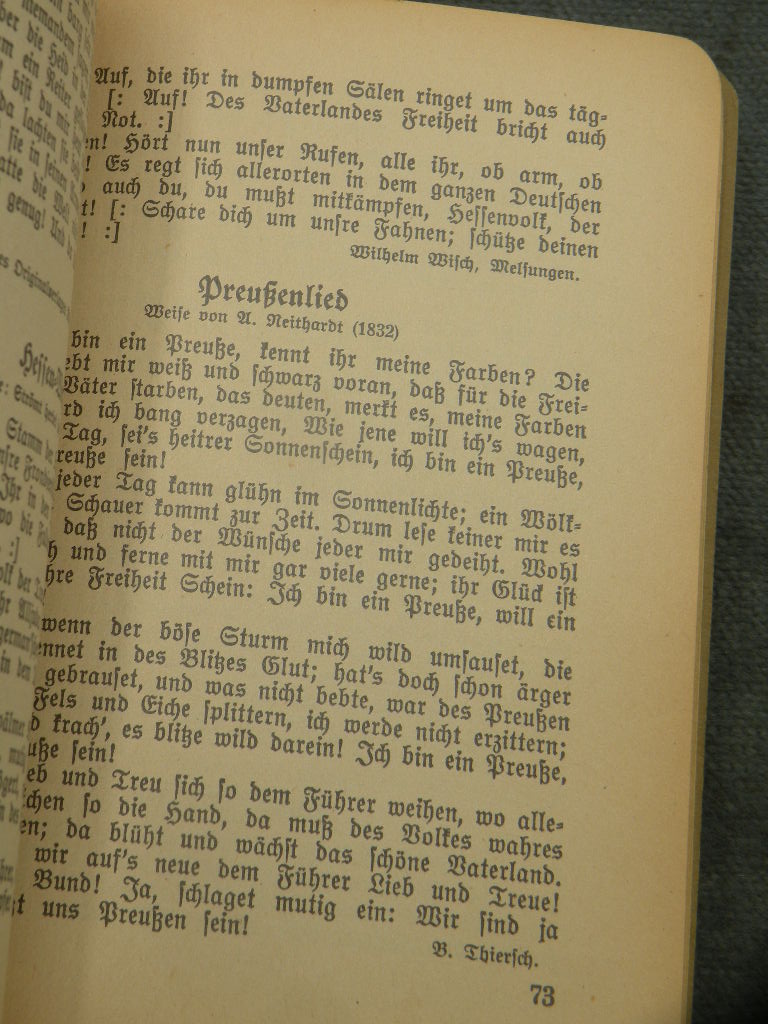 Auf, die ihr in dumpfen Sälen ringet um das täg-
[: Auf! Des Vaterlandes Freiheit bricht auch
Not. :]
en! Hört nun unser Rufen, alle ihr, ob arm, ob
! Es regt sich allerorten in dem ganzen Deutschen
auch du, du mußt mitkämpfen, Hessenvolk, der
t! [: Schare dich um unsre Fahnen; schütze deinen
! :]
Wilhelm Wisch, Melsungen.
Preußenlied
Weise von A. Neithardt (1832)
bin ein Preuße, kennt ihr meine Farben? Die
ebt mir weiß und schwarz voran, daß für die Frei-
Väter starben, das deuten, merkt es, meine Farben
rd ich bang verzagen, Wie jene will ich's wagen,
Tag, sei's heitrer Sonnenschein, ich bin ein Preuße,
reuße sein!
jeder Tag kann glühn im Sonnenlichte; ein Wölk-
Schauer kommt zur Zeit. Drum lese keiner mir es
daß nicht der Wünsche jeder mir gedeiht. Wohl
h und ferne mit mir gar viele gerne; ihr Glück ist
hre Freiheit Schein: Ich bin ein Preuße, will ein
wenn der böse Sturm mich wild umsauset, die
ennet in des Blitzes Glut; hat's doch schon ärger
gebrauset, und was nicht bebte, war des Preußen
Fels und Eiche splittern, ich werde nicht erzittern;
d krach', es blitze wild darein! Ich bin ein Preuße,
uße sein!
eb und Treu sich so dem Führer weihen, wo alle-
chen so die Hand, da muß des Volkes wahres
en; da blüht und wächst das schöne Vaterland.
wir auf's neue dem Führer Lieb und Treue!
Bund! Ja, schlaget mutig ein: Wir sind ja
t uns Preußen sein!
B. Thiersch.
73